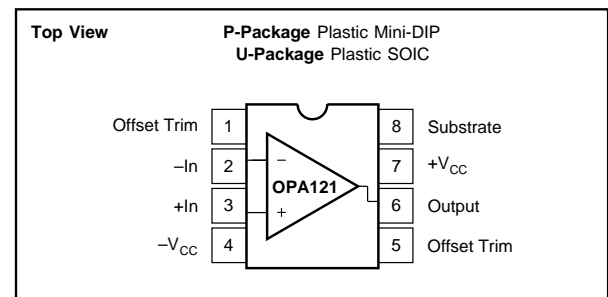 Top View
P-Package Plastic Mini-DIP
U-Package Plastic SOIC
Offset Trim 1 8 Substrate
–In 2 – 7 +VCC
OPA121
+In 3 + 6 Output
–VCC 4 5 Offset Trim